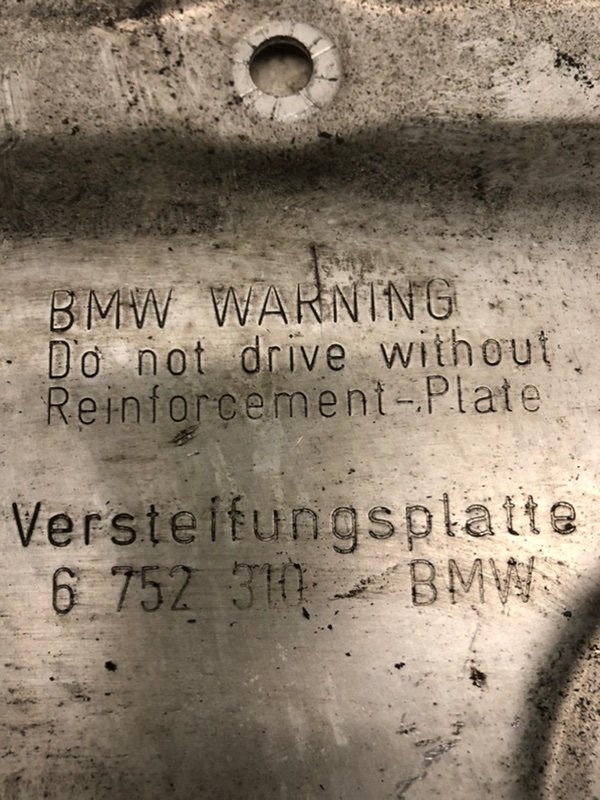 BMW WARNING
Do not drive without
Reinforcement-Plate
Versteifungsplatte
6 752 310 BMW